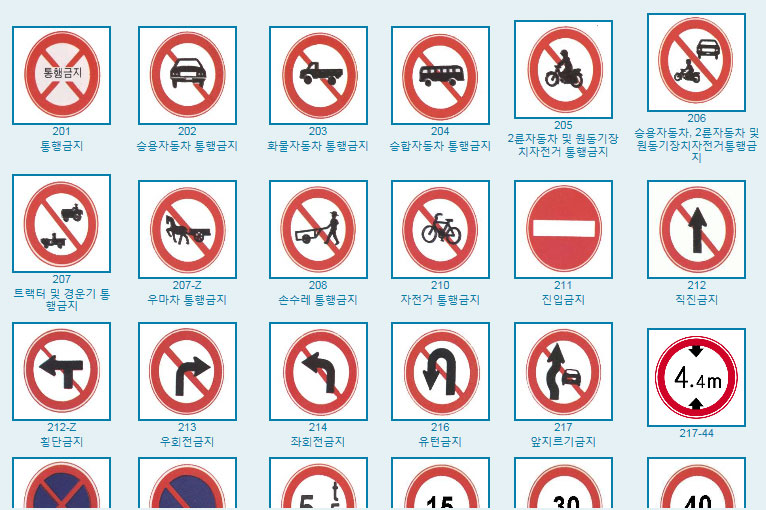 통행금지
201
통행금지
202
승용자동차 통행금지
203
화물자동차 통행금지
204
승합자동차 통행금지
205
2륜자동차 및 원동기장
치자전거 통행금지
206
승용자동차, 2륜자동차 및
원동기장치자전거통행금
지
207
트랙터 및 경운기 통
행금지
207-Z
우마차 통행금지
208
손수레 통행금지
210
자전거 통행금지
211
진입금지
212
직진금지
212-Z
횡단금지
213
우회전금지
214
좌회전금지
216
유턴금지
217
앞지르기금지
4.4m
217-44
5.5 t
15
30
40